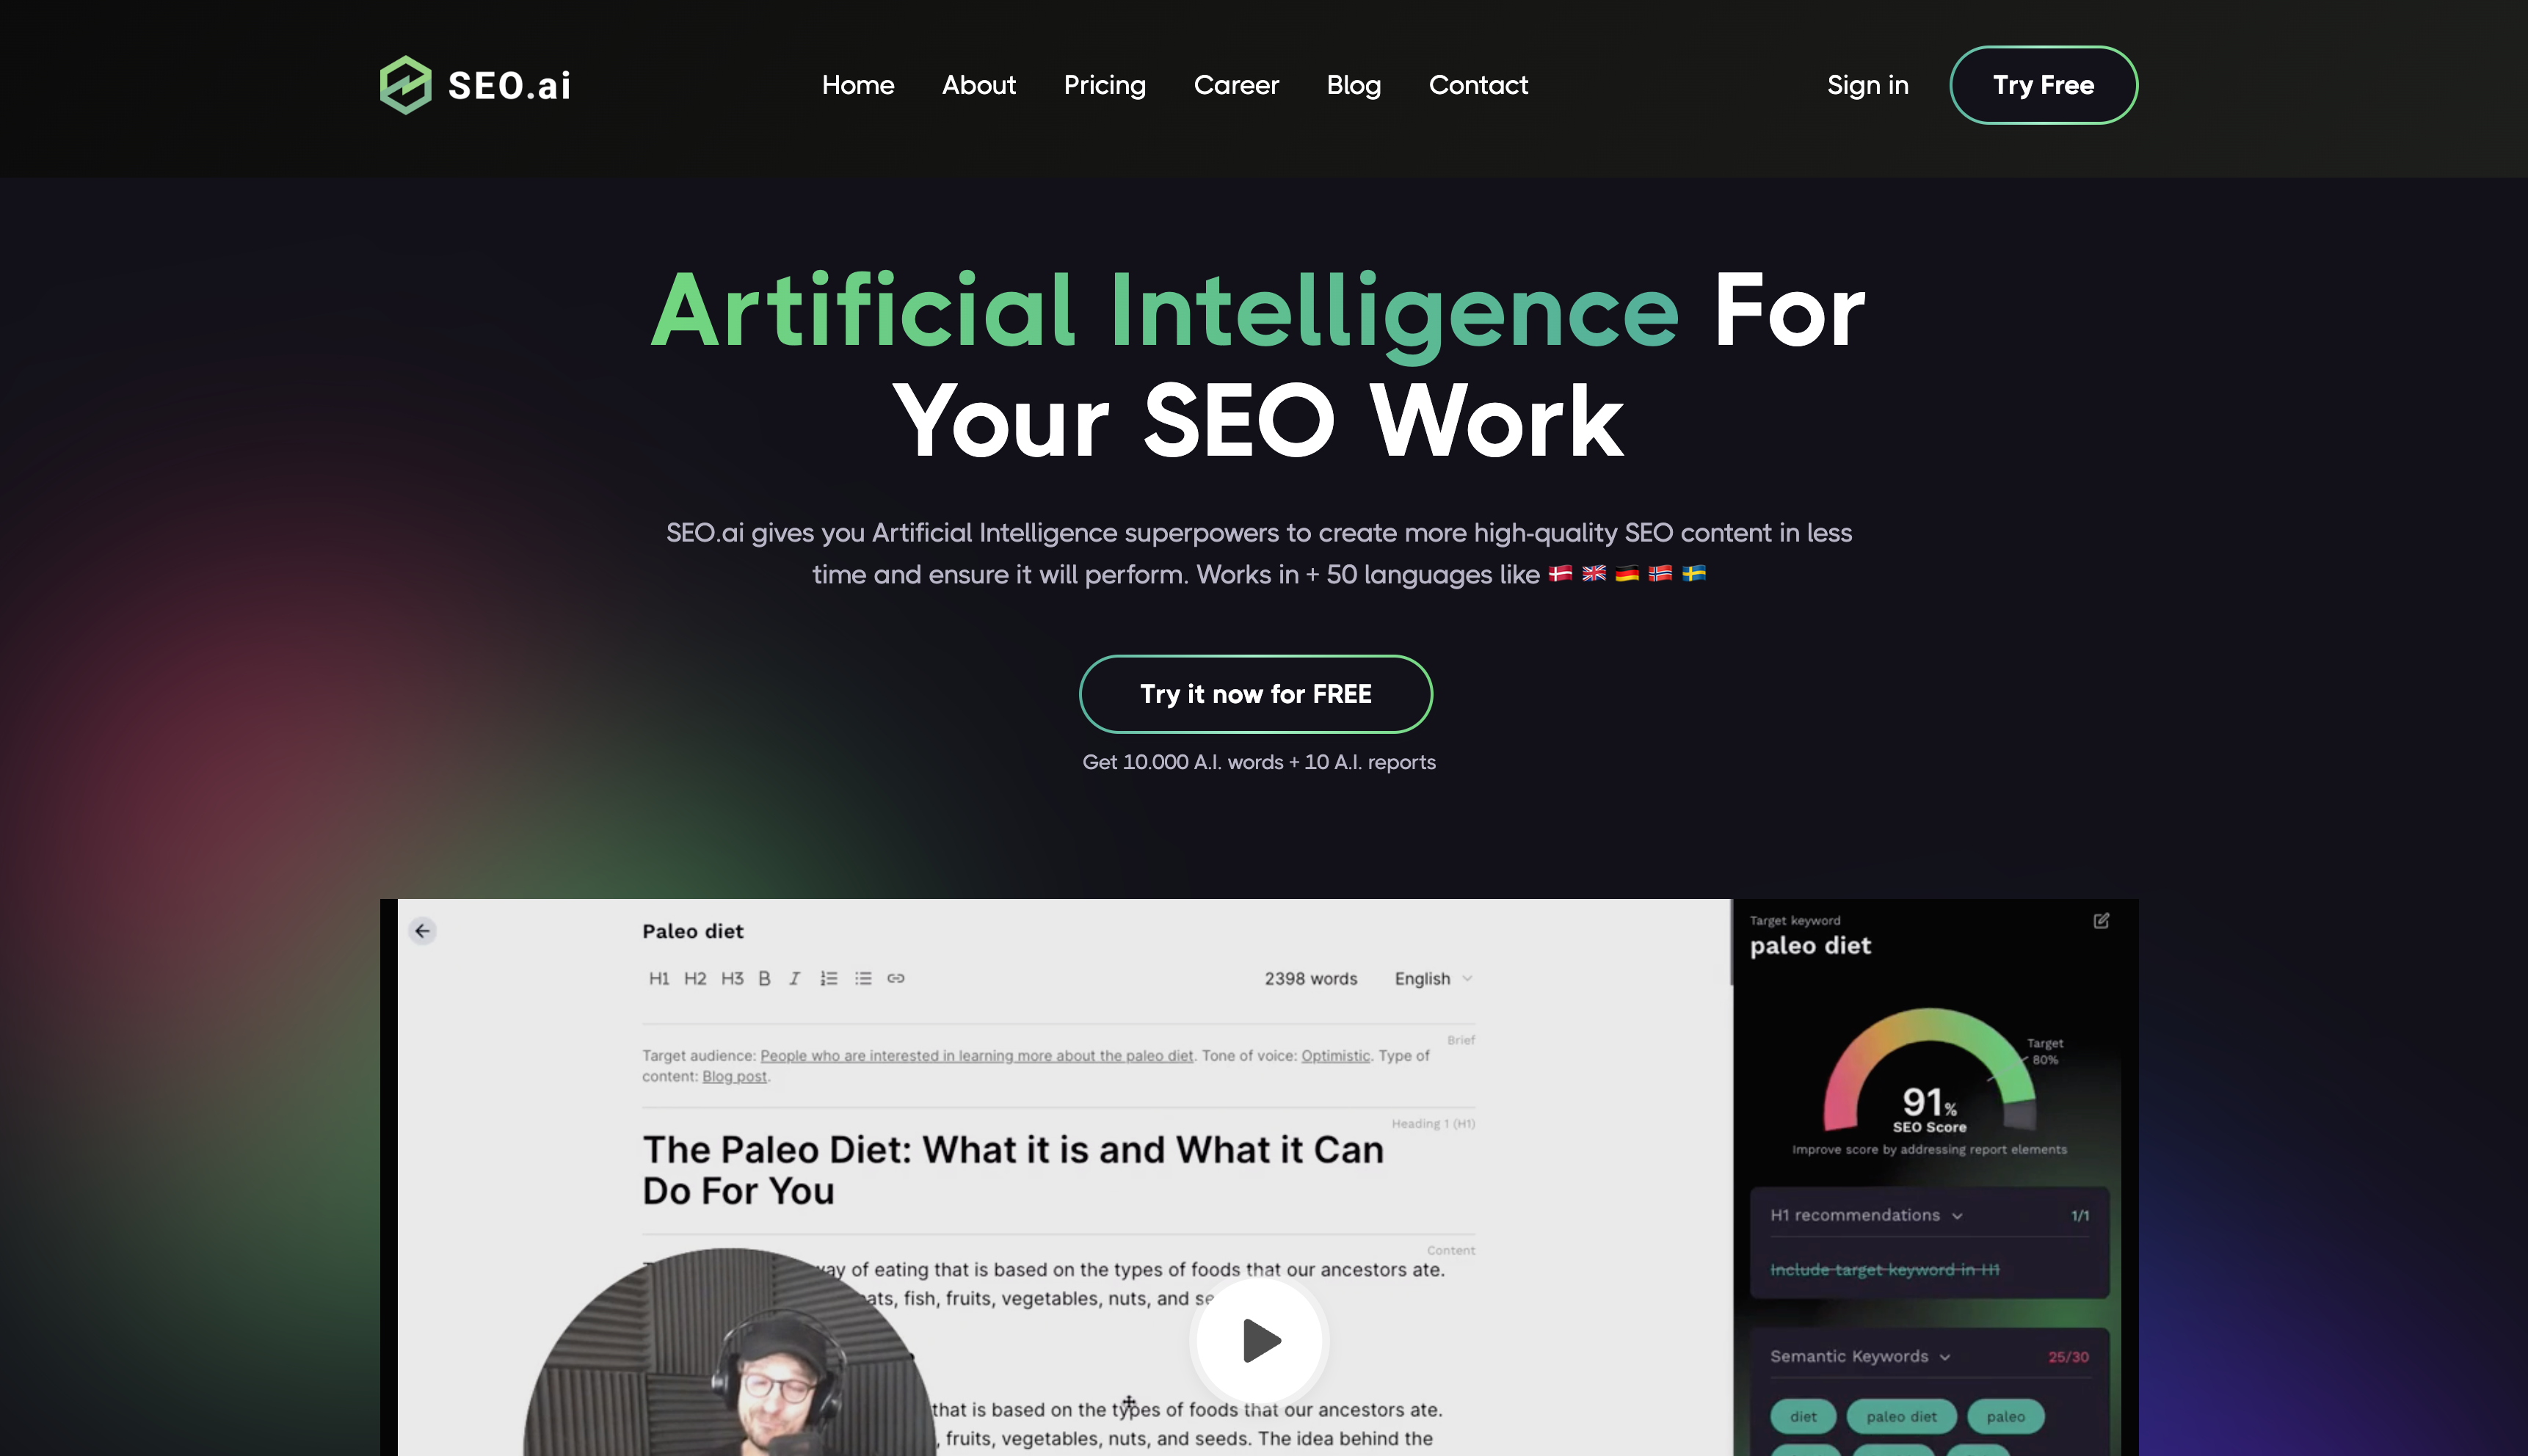 SEO.ai
Home About Pricing Career Blog Contact
Sign in
Try Free
Artificial Intelligence For
Your SEO Work
SEO.ai gives you Artificial Intelligence superpowers to create more high-quality SEO content in less
time and ensure it will perform. Works in + 50 languages like 🇩🇰 🇬🇧 🇩🇪 🇳🇴 🇸🇪
Try it now for FREE
Get 10.000 A.I. words + 10 A.I. reports
Paleo diet
H1 H2 H3 B I
2398 words English
Brief
Target audience: People who are interested in learning more about the paleo diet. Tone of voice: Optimistic. Type of
content: Blog post.
Heading 1 (H1)
The Paleo Diet: What it is and What it Can
Do For You
Content
way of eating that is based on the types of foods that our ancestors ate.
fish, fruits, vegetables, nuts, and
that is based on the types of foods that our ancestors ate.
, fruits, vegetables, nuts, and seeds. The idea behind the
Target keyword
paleo diet
Target
80%
91%
SEO Score
Improve score by addressing report elements
H1 recommendations 1/1
Include target keyword in H1
Semantic Keywords 25/30
diet paleo diet paleo